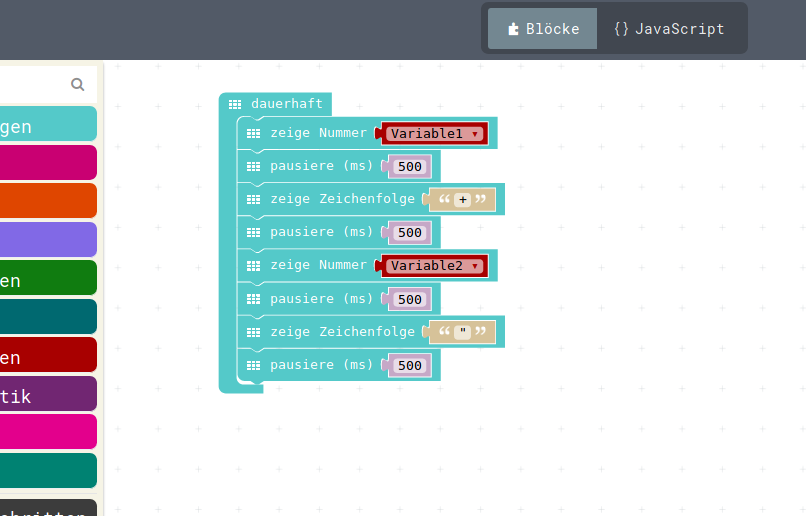 Blöcke
{} JavaScript
dauerhaft
gen
zeige Nummer Variable1
pausiere (ms) 500
zeige Zeichenfolge “ + ”
pausiere (ms) 500
zeige Nummer Variable2
en
pausiere (ms) 500
zeige Zeichenfolge “ " ”
en
pausiere (ms) 500
tik